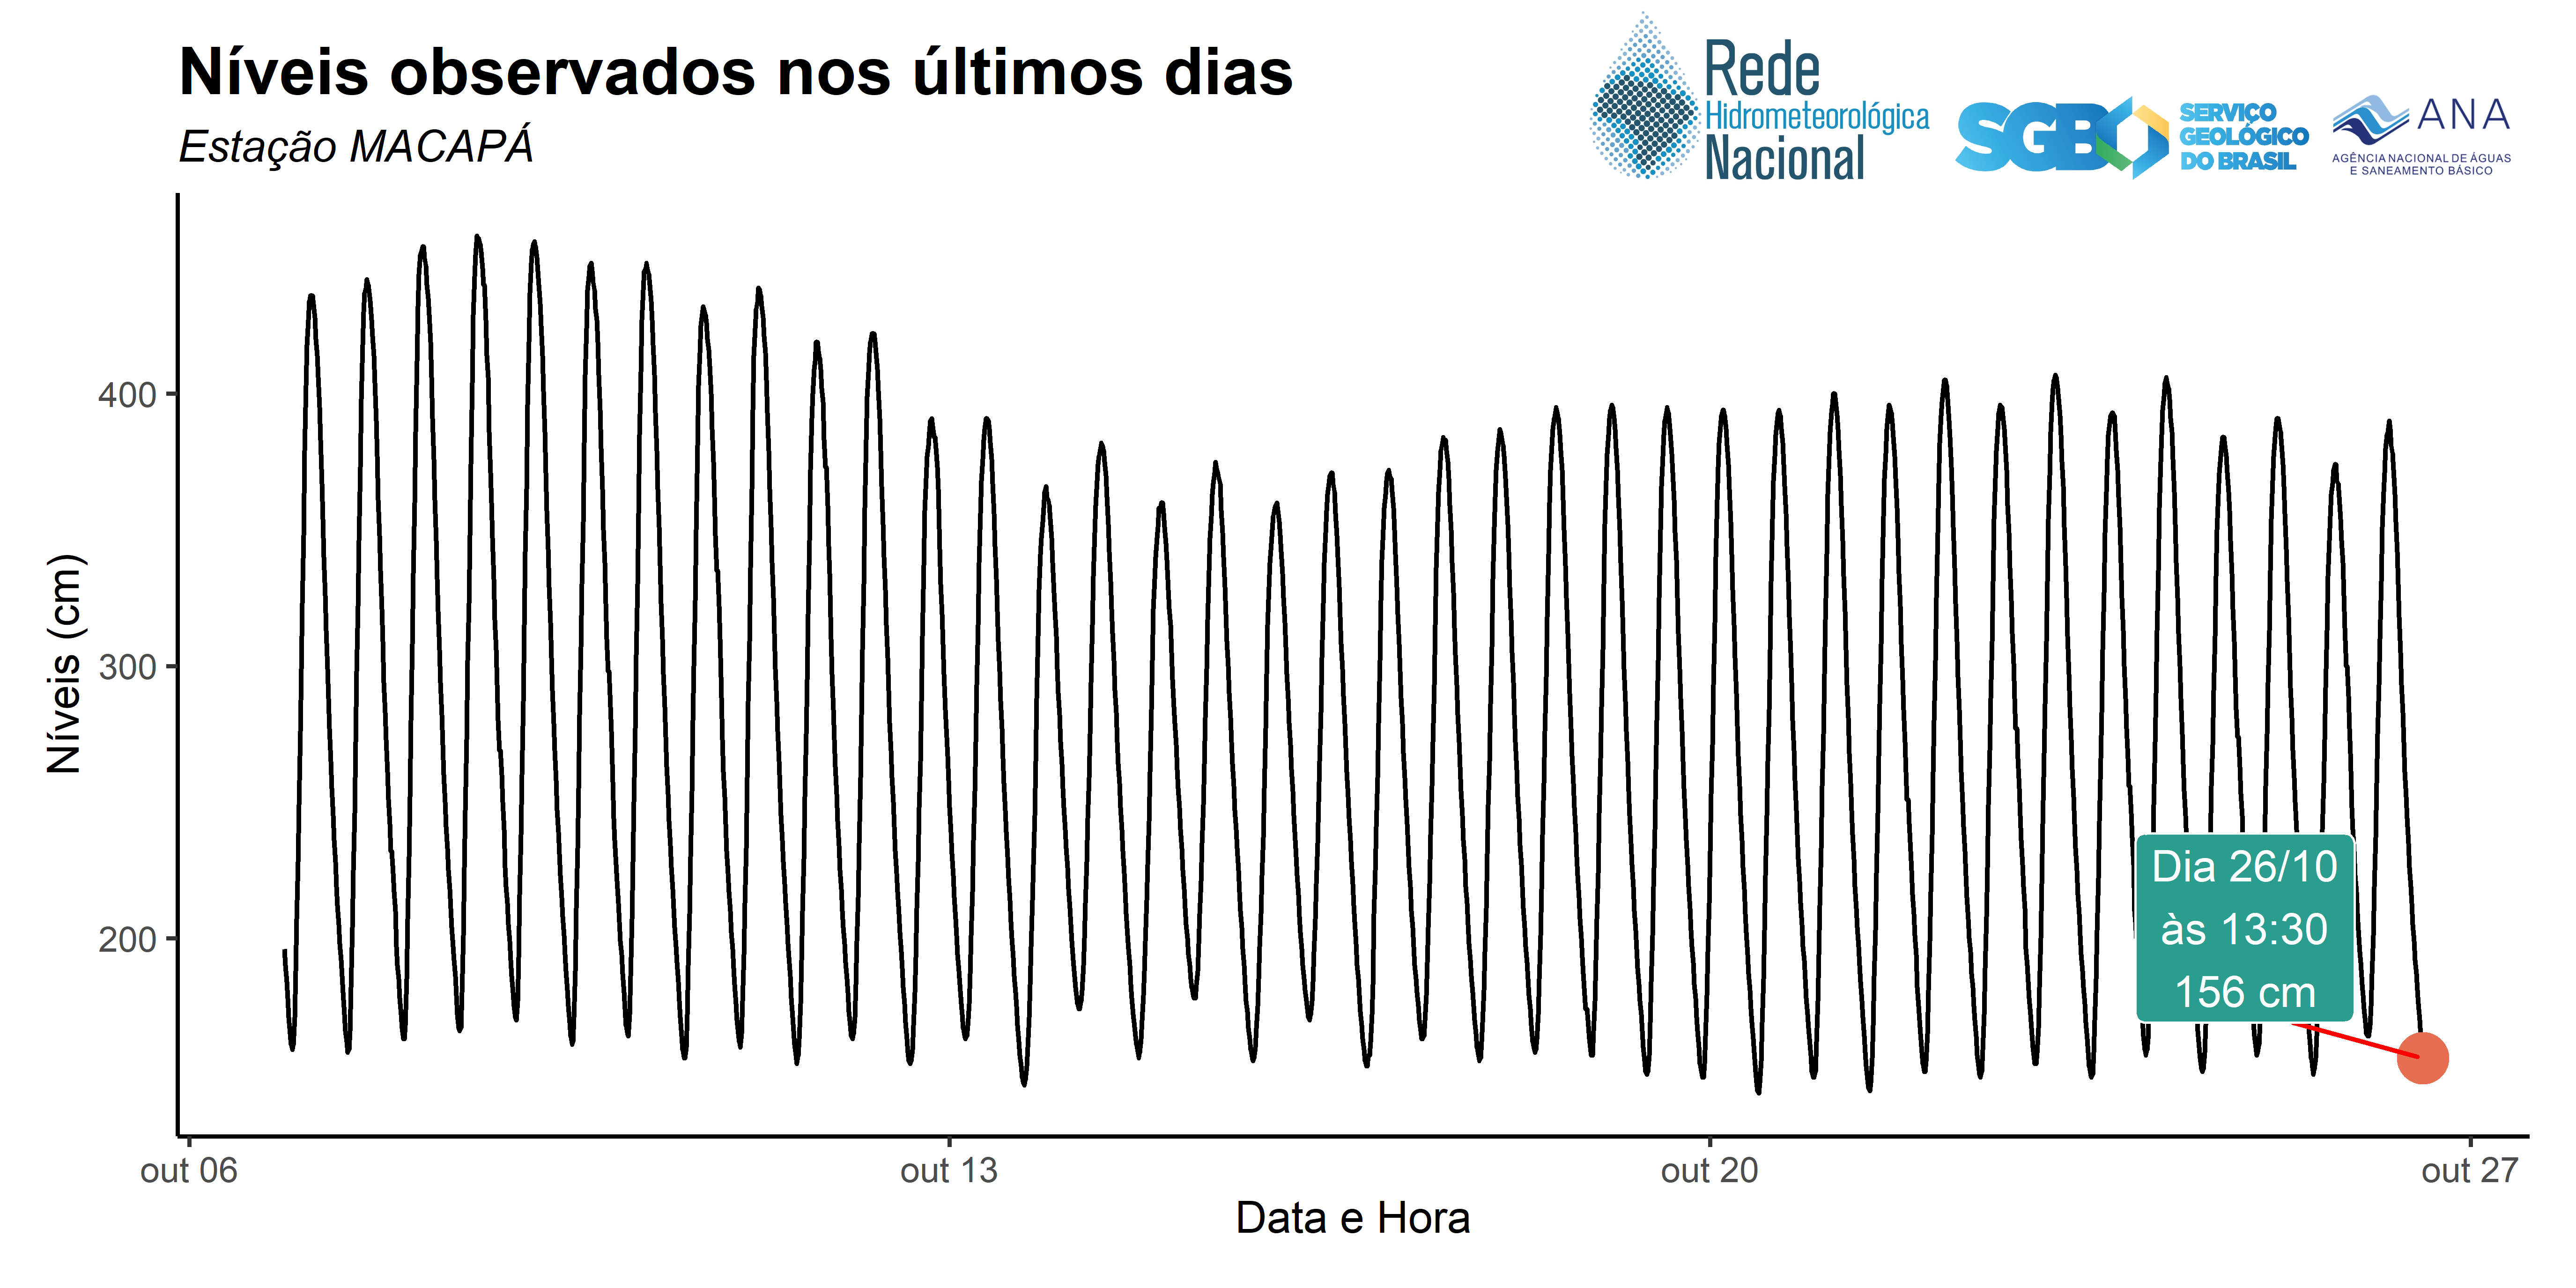 Níveis observados nos últimos dias
Estação MACAPÁ
Rede
Hidrometeorológica
Nacional
SGB
SERVIÇO
GEOLÓGICO
DO BRASIL
ANA
AGÊNCIA NACIONAL DE ÁGUAS
E SANEAMENTO BÁSICO
Níveis (cm)
400
300
200
Dia 26/10
às 13:30
156 cm
out 06
out 13
out 20
out 27
Data e Hora